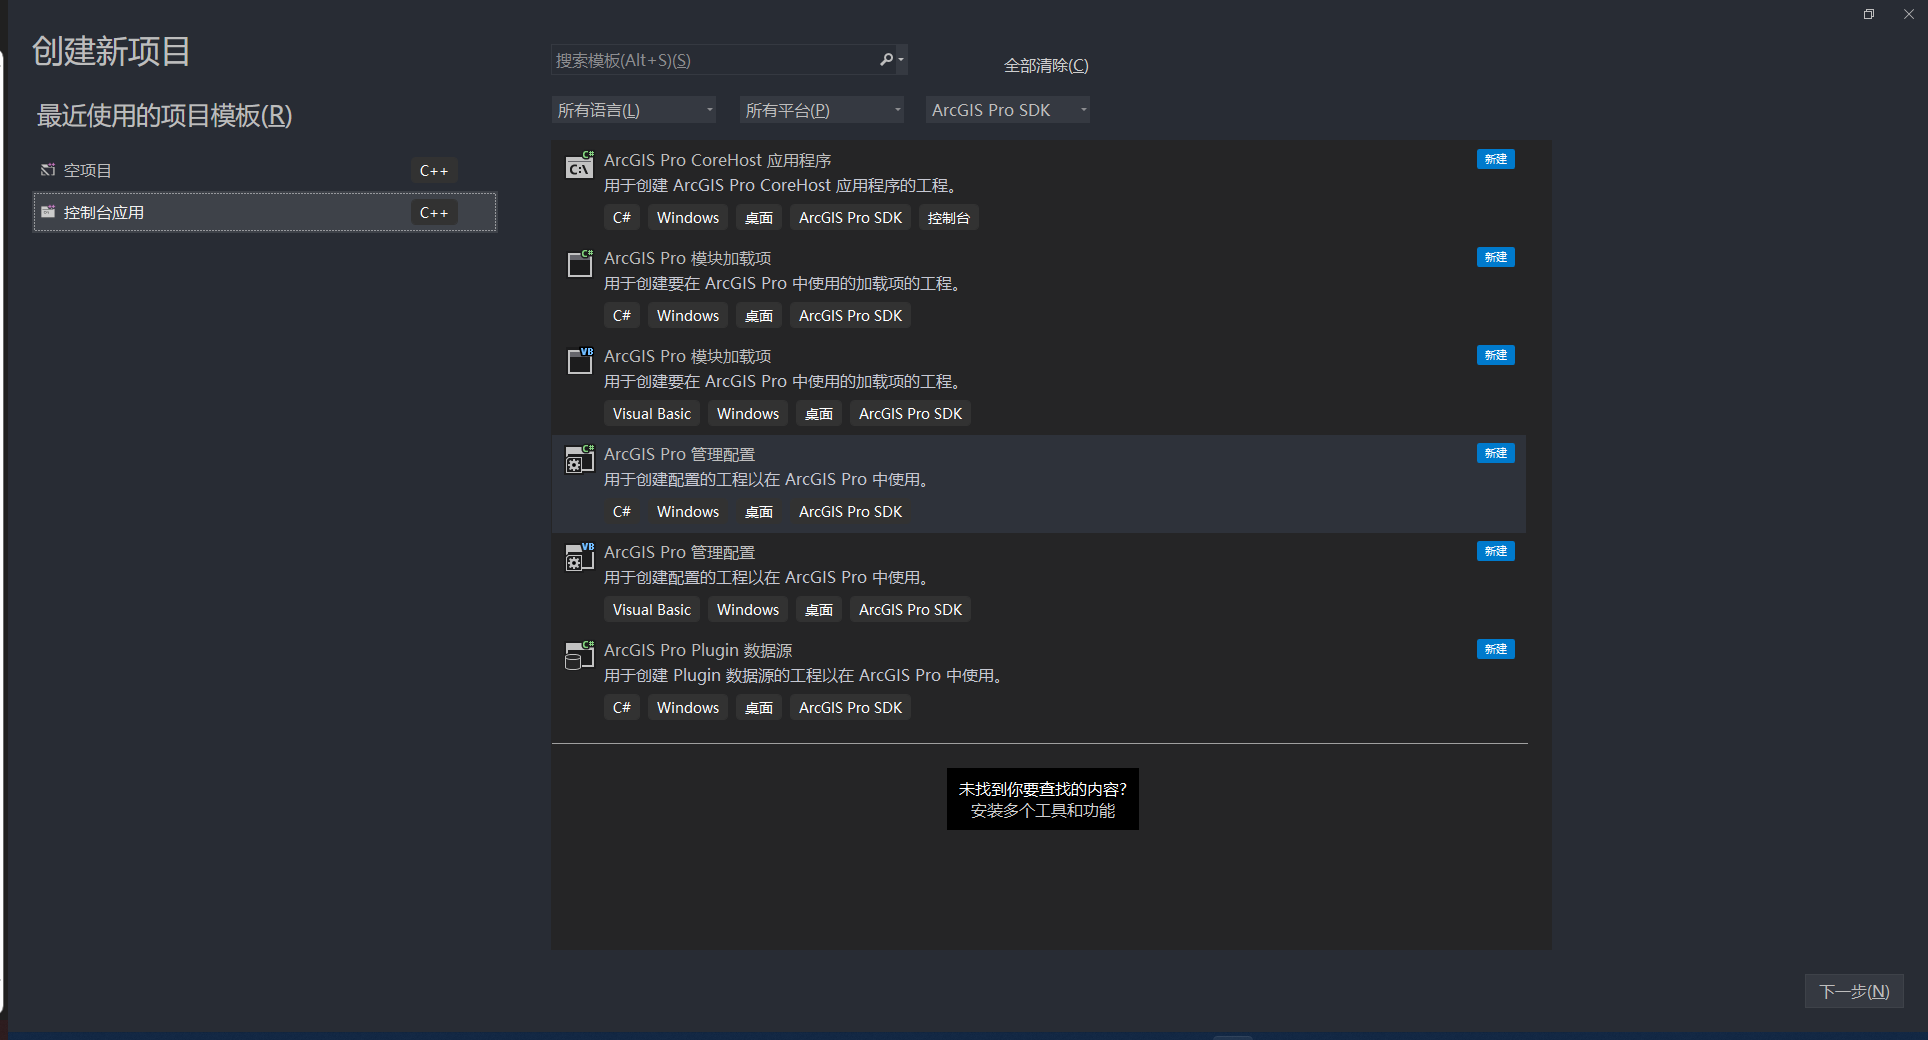 创建新项目
最近使用的项目模板(R)
空项目
C++
控制台应用
C++
搜索模板(Alt+S)(S)
全部清除(C)
所有语言(L)
所有平台(P)
ArcGIS Pro SDK
ArcGIS Pro CoreHost 应用程序
新建
用于创建 ArcGIS Pro CoreHost 应用程序的工程。
C# Windows 桌面 ArcGIS Pro SDK 控制台
ArcGIS Pro 模块加载项
新建
用于创建要在 ArcGIS Pro 中使用的加载项的工程。
C# Windows 桌面 ArcGIS Pro SDK
ArcGIS Pro 模块加载项
新建
用于创建要在 ArcGIS Pro 中使用的加载项的工程。
Visual Basic Windows 桌面 ArcGIS Pro SDK
ArcGIS Pro 管理配置
新建
用于创建配置的工程以在 ArcGIS Pro 中使用。
C# Windows 桌面 ArcGIS Pro SDK
ArcGIS Pro 管理配置
新建
用于创建配置的工程以在 ArcGIS Pro 中使用。
Visual Basic Windows 桌面 ArcGIS Pro SDK
ArcGIS Pro Plugin 数据源
新建
用于创建 Plugin 数据源的工程以在 ArcGIS Pro 中使用。
C# Windows 桌面 ArcGIS Pro SDK
未找到你要查找的内容?
安装多个工具和功能
下一步(N)